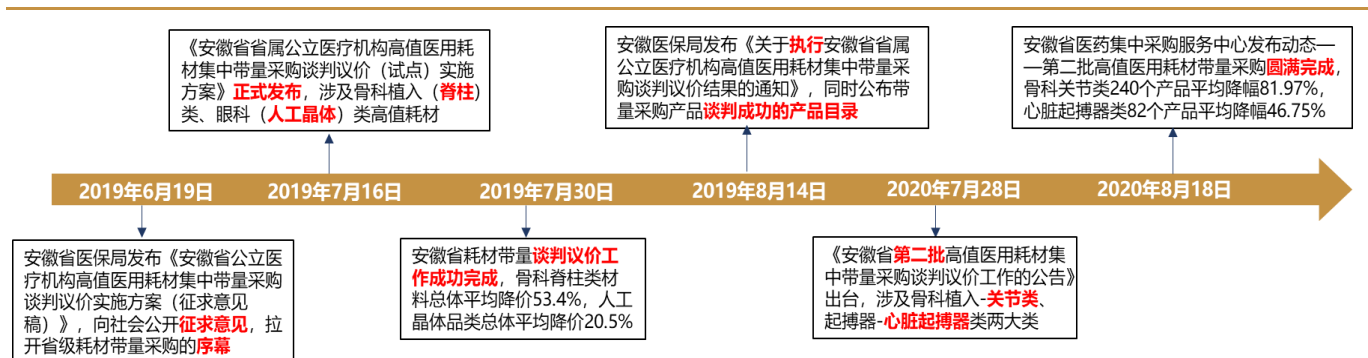 《安徽省省属公立医疗机构高值医用耗
材集中带量采购谈判议价（试点）实施
方案》正式发布，涉及骨科植入（脊柱）
类、眼科（人工晶体）类高值耗材
安徽医保局发布《关于执行安徽省省属
公立医疗机构高值医用耗材集中带量采
购谈判议价结果的通知》，同时公布带
量采购产品谈判成功的产品目录
安徽省医药集中采购服务中心发布动态—
—第二批高值医用耗材带量采购圆满完成，
骨科关节类240个产品平均降幅81.97%，
心脏起搏器类82个产品平均降幅46.75%
2019年6月19日
2019年7月16日
2019年7月30日
2019年8月14日
2020年7月28日
2020年8月18日
安徽省医保局发布《安徽省公立医
疗机构高值医用耗材集中带量采购
谈判议价实施方案（征求意见
稿）》，向社会公开征求意见，拉
开省级耗材带量采购的序幕
安徽省耗材带量谈判议价工
作成功完成，骨科脊柱类材
料总体平均降价53.4%，人工
晶体品类总体平均降价20.5%
《安徽省第二批高值医用耗材集
中带量采购谈判议价工作的公告》
出台，涉及骨科植入-关节类、
起搏器-心脏起搏器类两大类